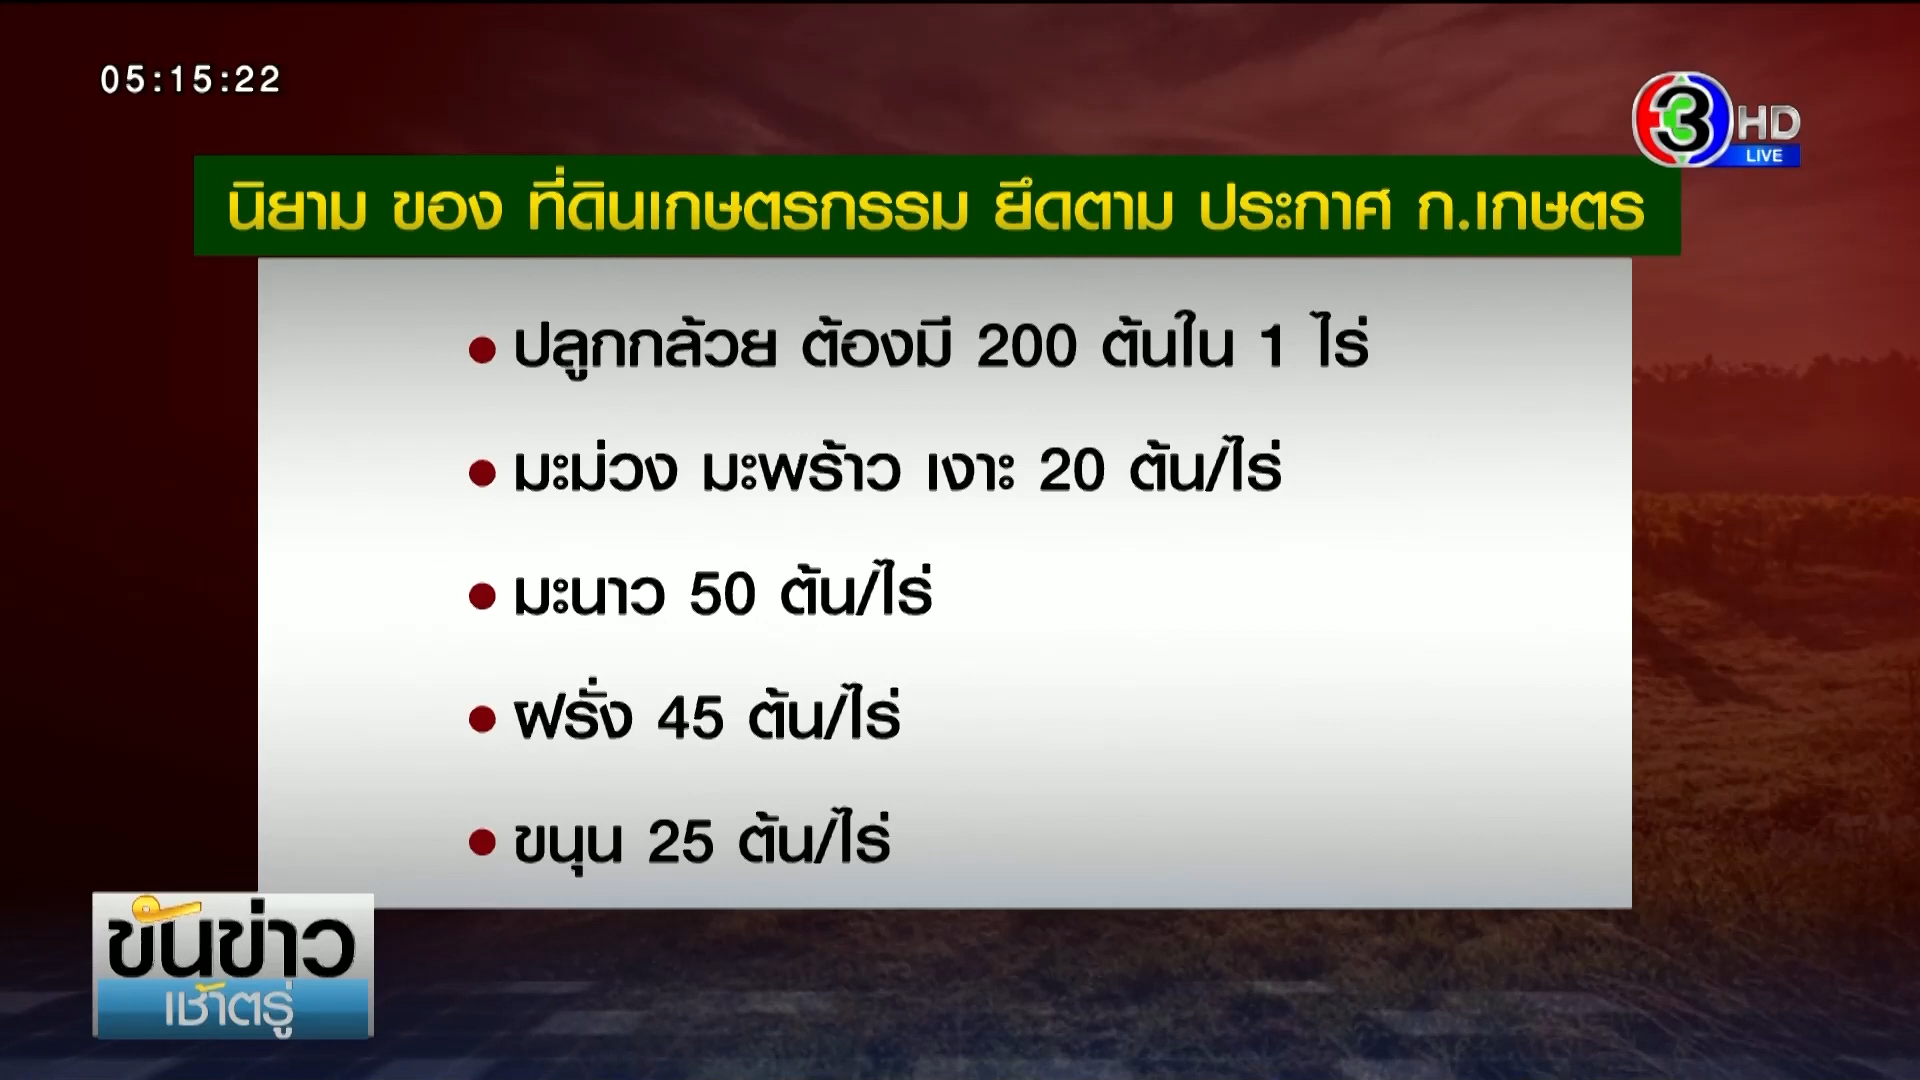 05:15:22
3 HD
LIVE
นิยาม ของ ที่ดินเกษตรกรรม ยึดตาม ประกาศ ก.เกษตร
• ปลูกกล้วย ต้องมี 200 ต้นใน 1 ไร่
• มะม่วง มะพร้าว เงาะ 20 ต้น/ไร่
• มะนาว 50 ต้น/ไร่
• ฝรั่ง 45 ต้น/ไร่
• ขนุน 25 ต้น/ไร่
ขันข่าว
เช้าตรู่